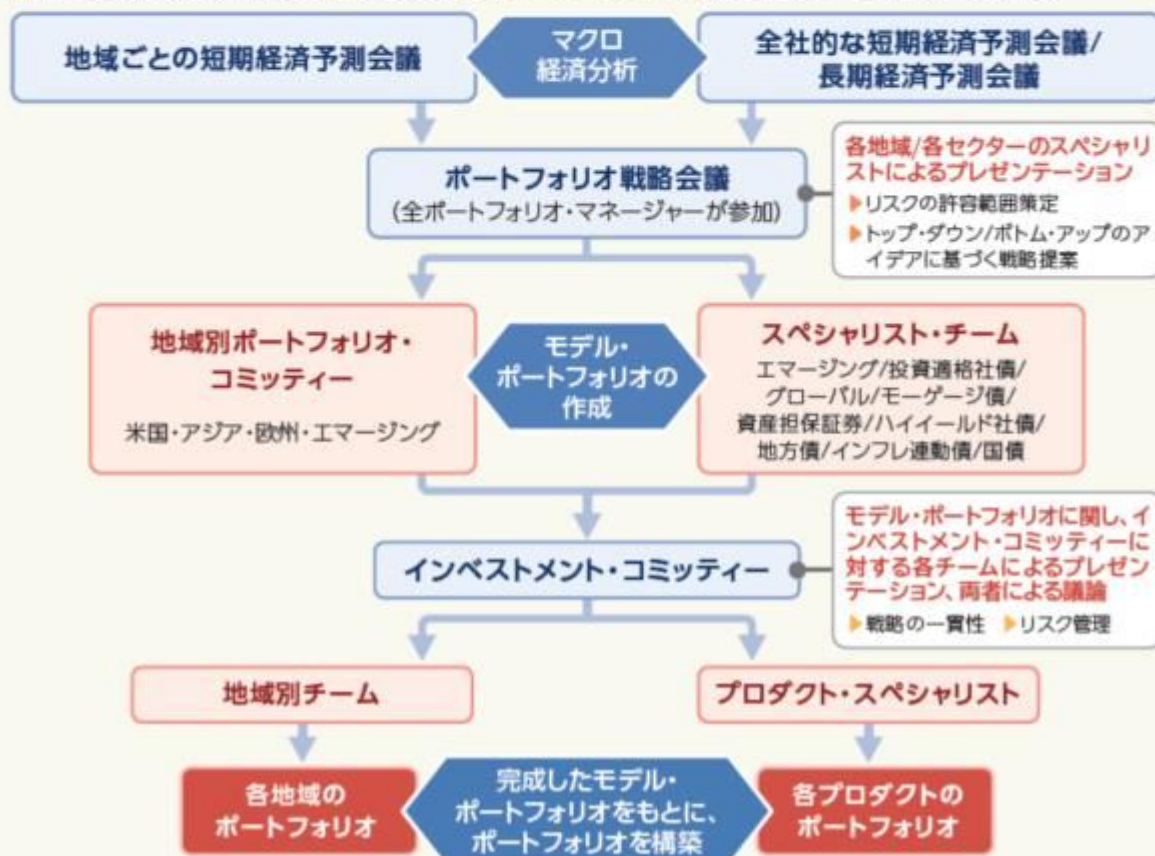 地域ごとの短期経済予測会議
マクロ
経済分析
全社的な短期経済予測会議/
長期経済予測会議
ポートフォリオ戦略会議
(全ポートフォリオ・マネージャーが参加)
各地域/各セクターのスペシャリ
ストによるプレゼンテーション
▶リスクの許容範囲策定
▶トップ・ダウン/ボトム・アップのア
イデアに基づく戦略提案
地域別ポートフォリオ・
コミッティー
米国・アジア・欧州・エマージング
モデル・
ポートフォリオの
作成
スペシャリスト・チーム
エマージング/投資適格社債/
グローバル/モーゲージ債/
資産担保証券/ハイイールド社債/
地方債/インフレ連動債/国債
インベストメント・コミッティー
モデル・ポートフォリオに関し、イ
ンベストメント・コミッティーに
対する各チームによるプレゼン
テーション、両者による議論
▶戦略の一貫性 ▶リスク管理
地域別チーム
プロダクト・スペシャリスト
各地域の
ポートフォリオ
完成したモデル・
ポートフォリオをもとに、
ポートフォリオを構築
各プロダクトの
ポートフォリオ